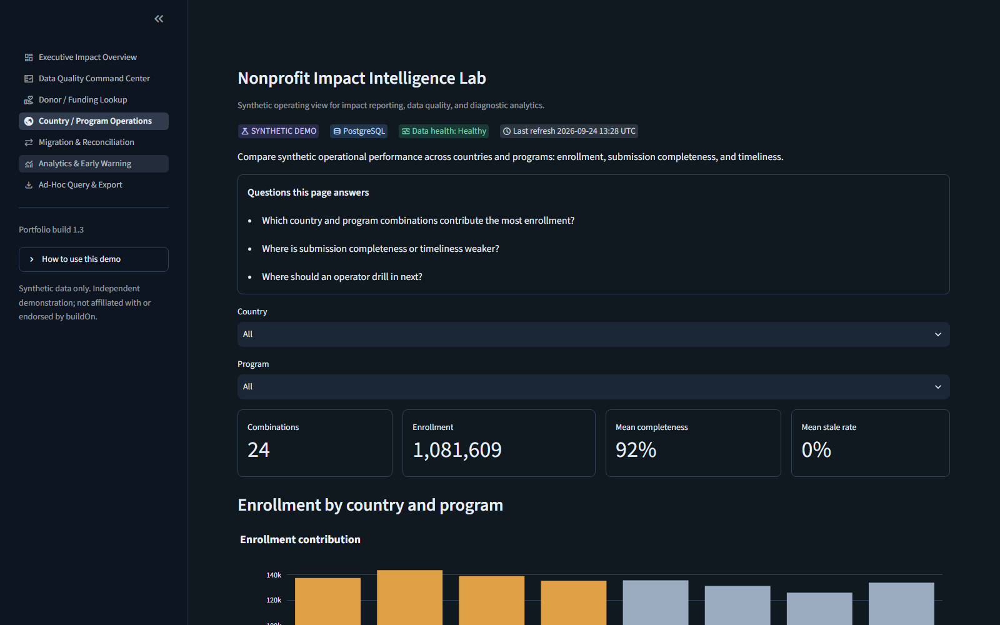 Executive Impact Overview
Data Quality Command Center
Donor / Funding Lookup
Country / Program Operations
Migration & Reconciliation
Analytics & Early Warning
Ad-Hoc Query & Export
Portfolio build 1.3
How to use this demo
Synthetic data only. Independent
demonstration; not affiliated with or
endorsed by buildOn.
Nonprofit Impact Intelligence Lab
Synthetic operating view for impact reporting, data quality, and diagnostic analytics.
SYNTHETIC DEMO PostgreSQL Data health: Healthy Last refresh 2026-09-24 13:28 UTC
Compare synthetic operational performance across countries and programs: enrollment, submission completeness, and timeliness.
Questions this page answers
• Which country and program combinations contribute the most enrollment?
• Where is submission completeness or timeliness weaker?
• Where should an operator drill in next?
Country
All
Program
All
Combinations
24
Enrollment
1,081,609
Mean completeness
92%
Mean stale rate
0%
Enrollment by country and program
Enrollment contribution
140k
120k